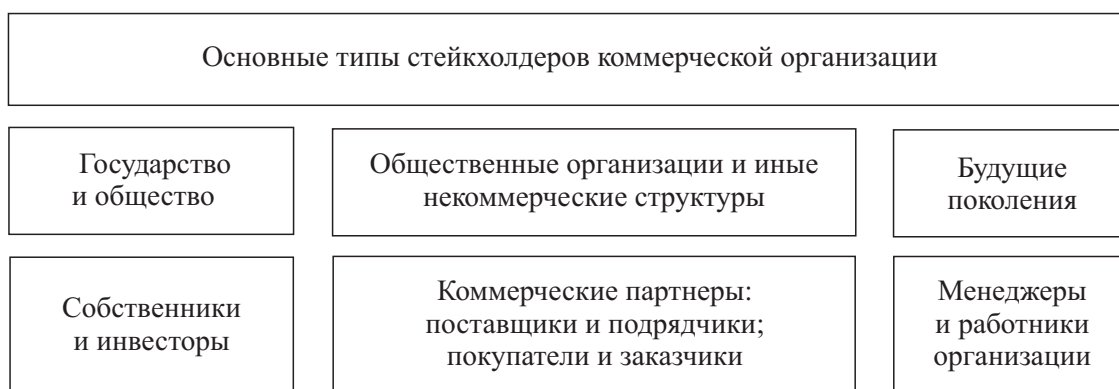 Основные типы стейкхолдеров коммерческой организации
Государство
и общество
Общественные организации и иные
некоммерческие структуры
Будущие
поколения
Собственники
и инвесторы
Коммерческие партнеры:
поставщики и подрядчики;
покупатели и заказчики
Менеджеры
и работники
организации